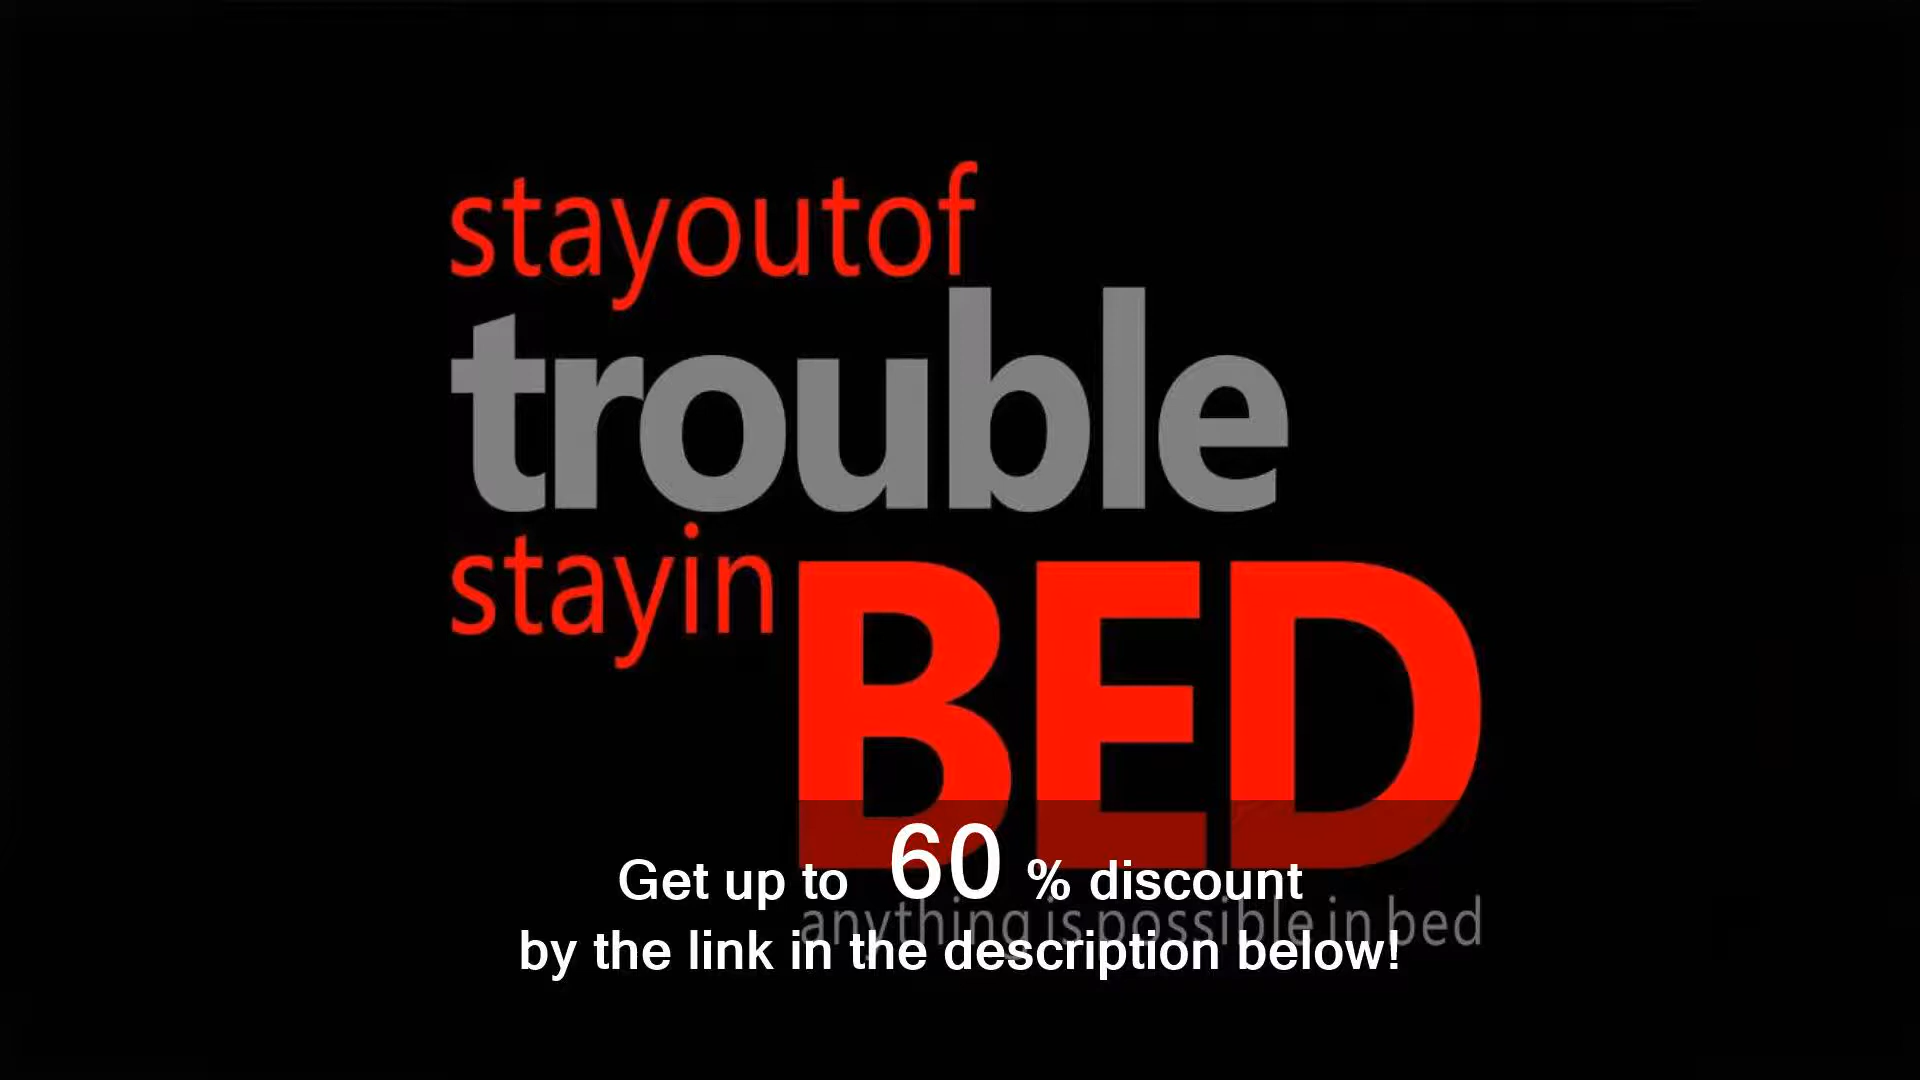 stayoutof
trouble
stayin BED
Get up to 60 % discount
anything is possible in bed
by the link in the description below!